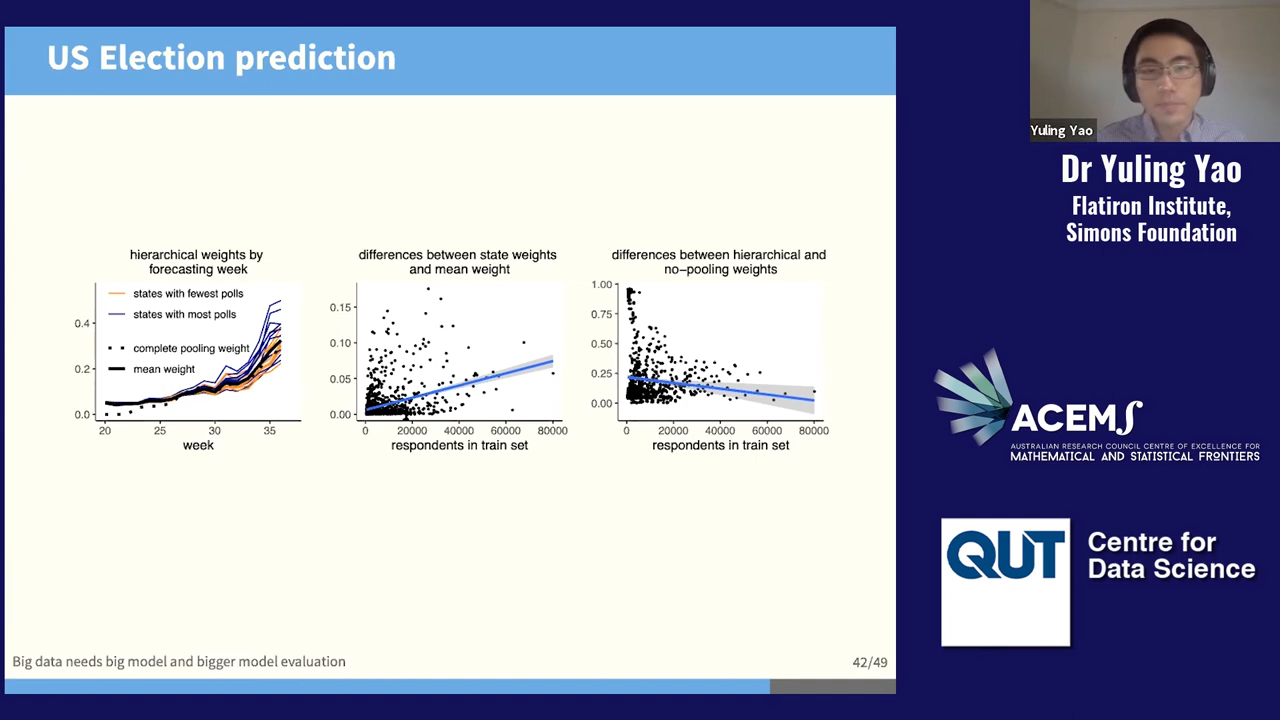 US Election prediction
hierarchical weights by
forecasting week
states with fewest polls
states with most polls
complete pooling weight
mean weight
0.4
0.2
0.0
20
25
30
35
week
differences between state weights
and mean weight
0.15
0.10
0.05
0.00
0
20000
40000
60000
80000
respondents in train set
differences between hierarchical and
no−pooling weights
1.00
0.75
0.50
0.25
0.00
0
20000
40000
60000
80000
respondents in train set
Big data needs big model and bigger model evaluation
42/49
Yuling Yao
Dr Yuling Yao
Flatiron Institute,
Simons Foundation
ACEMS
AUSTRALIAN RESEARCH COUNCIL CENTRE OF EXCELLENCE FOR
MATHEMATICAL AND STATISTICAL FRONTIERS
QUT
Centre for
Data Science